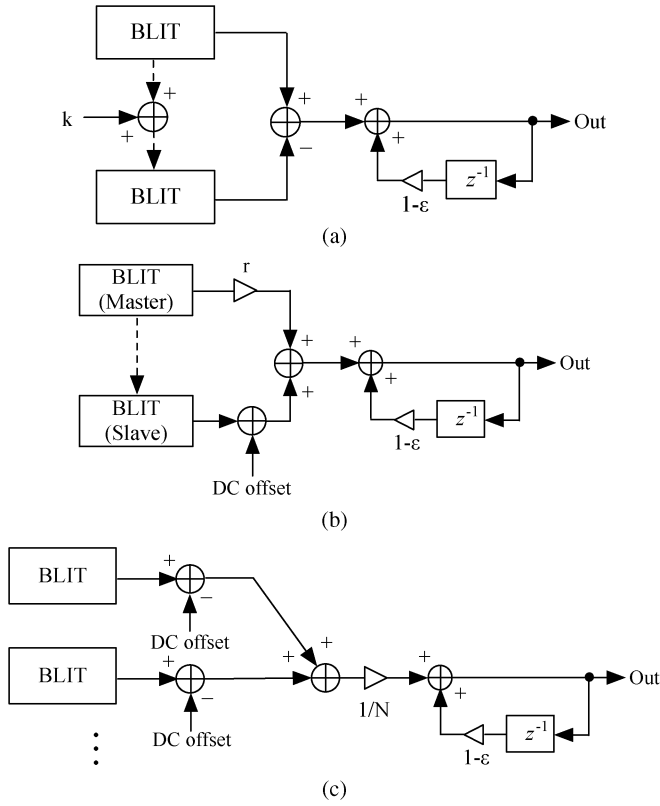 BLIT
+
k
+
BLIT
+
−
+
+
Out
1-ε
z⁻¹
(a)
BLIT
(Master)
r
BLIT
(Slave)
DC offset
+
+
+
+
Out
1-ε
z⁻¹
(b)
BLIT
+
−
DC offset
BLIT
+
−
DC offset
+
+
1/N
+
+
Out
1-ε
z⁻¹
(c)